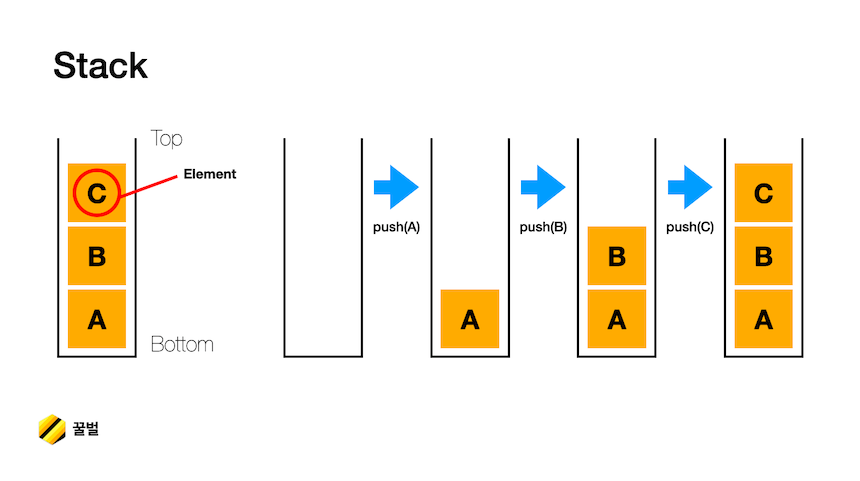 Stack
Top
C
Element
B
A
Bottom
push(A)
A
push(B)
B
A
push(C)
C
B
A
꿀벌